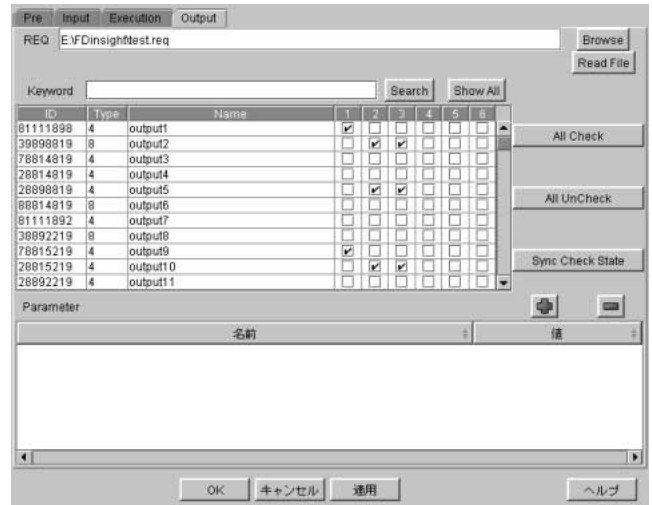 Pre Input Execution Output
REQ E:\FDinsight\test.req Browse
Read File
Keyword Search Show All
ID Type Name 1 2 3 4 5 6
81111898 4 output1
39898819 8 output2
78814819 4 output3
28814819 4 output4
28898819 4 output5
88814819 8 output6
81111892 4 output7
38892219 8 output8
78815219 4 output9
28815219 4 output10
28892219 4 output11
All Check
All UnCheck
Sync Check State
Parameter
名前 値
OK キャンセル 適用 ヘルプ